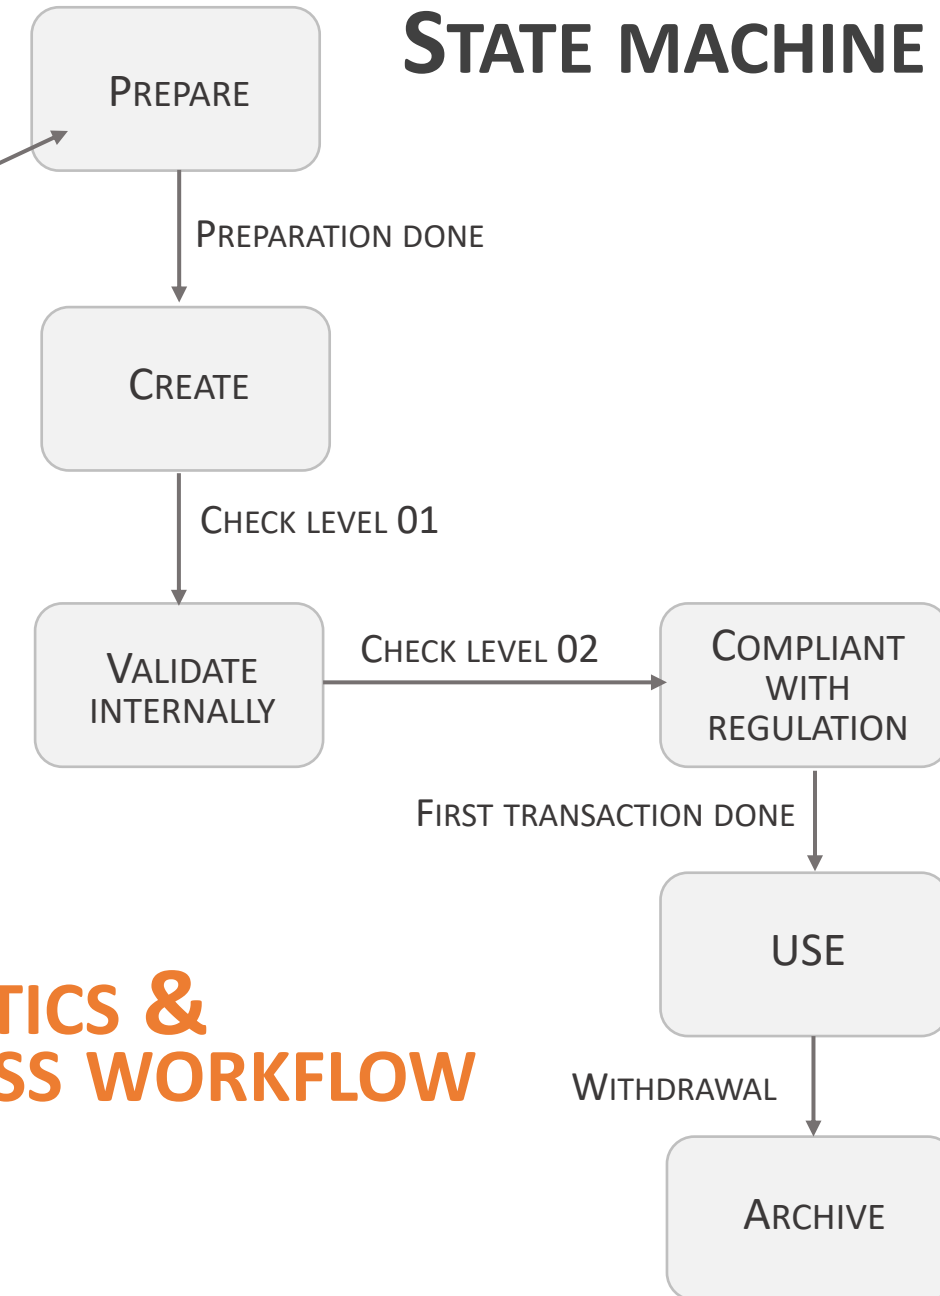 STATE MACHINE
PREPARE
PREPARATION DONE
CREATE
CHECK LEVEL 01
VALIDATE
INTERNALLY
CHECK LEVEL 02
COMPLIANT
WITH
REGULATION
FIRST TRANSACTION DONE
USE
TICS &
SS WORKFLOW
WITHDRAWAL
ARCHIVE